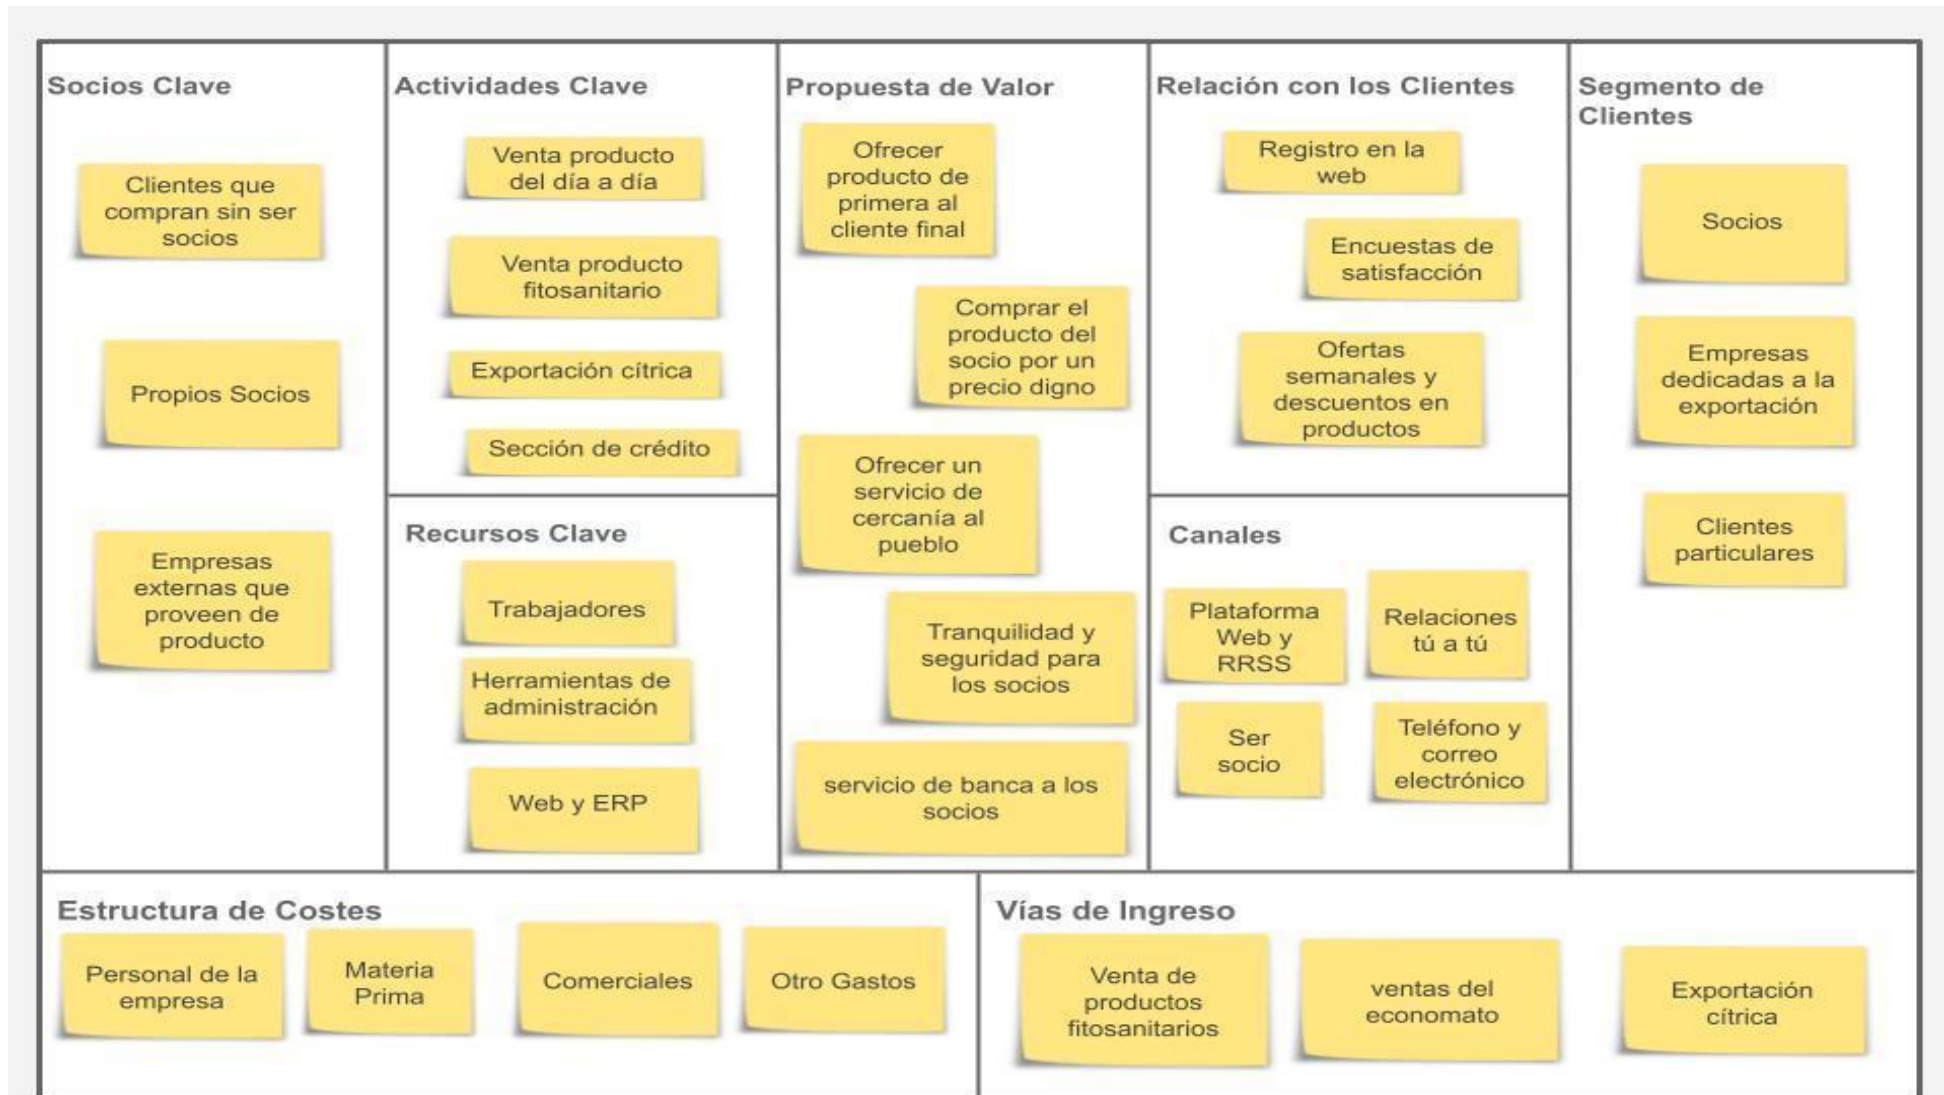 Socios Clave
Clientes que
compran sin ser
socios
Propios Socios
Empresas
externas que
proveen de
producto
Actividades Clave
Venta producto
del día a día
Venta producto
fitosanitario
Exportación cítrica
Sección de crédito
Recursos Clave
Trabajadores
Herramientas de
administración
Web y ERP
Propuesta de Valor
Ofrecer
producto de
primera al
cliente final
Comprar el
producto del
socio por un
precio digno
Ofrecer un
servicio de
cercanía al
pueblo
Tranquilidad y
seguridad para
los socios
servicio de banca a los
socios
Relación con los Clientes
Registro en la
web
Encuestas de
satisfacción
Ofertas
semanales y
descuentos en
productos
Canales
Plataforma
Web y
RRSS
Relaciones
tú a tú
Ser
socio
Teléfono y
correo
electrónico
Segmento de
Clientes
Socios
Empresas
dedicadas a la
exportación
Clientes
particulares
Estructura de Costes
Personal de la
empresa
Materia
Prima
Comerciales
Otro Gastos
Vías de Ingreso
Venta de
productos
fitosanitarios
ventas del
economato
Exportación
cítrica